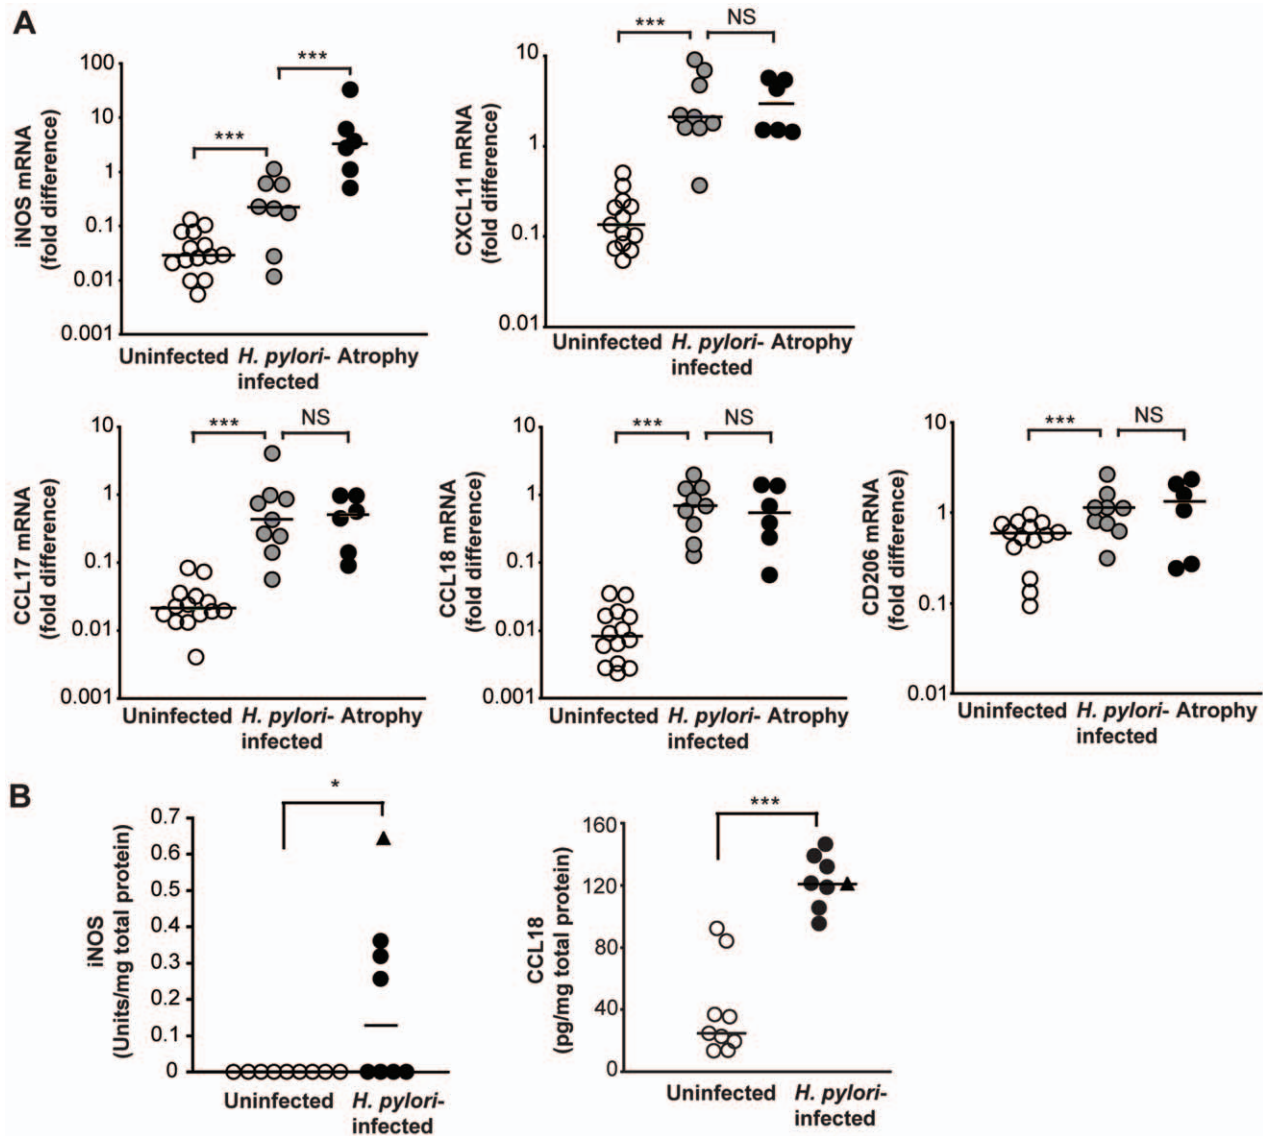 A
***
NS
***
***
100
10
1
0.1
0.01
0.001
iNOS mRNA
(fold difference)
Uninfected H. pylori- Atrophy
infected
10
1
0.1
0.01
CXCL11 mRNA
(fold difference)
Uninfected H. pylori- Atrophy
infected
***
NS
10
1
0.1
0.01
0.001
CCL17 mRNA
(fold difference)
Uninfected H. pylori- Atrophy
infected
***
NS
10
1
0.1
0.01
0.001
CCL18 mRNA
(fold difference)
Uninfected H. pylori- Atrophy
infected
***
NS
10
1
0.1
0.01
CD206 mRNA
(fold difference)
Uninfected H. pylori- Atrophy
infected
B
*
0.7
0.6
0.5
0.4
0.3
0.2
0.1
0
iNOS
(Units/mg total protein)
Uninfected H. pylori-
infected
***
160
120
80
40
0
CCL18
(pg/mg total protein)
Uninfected H. pylori-
infected